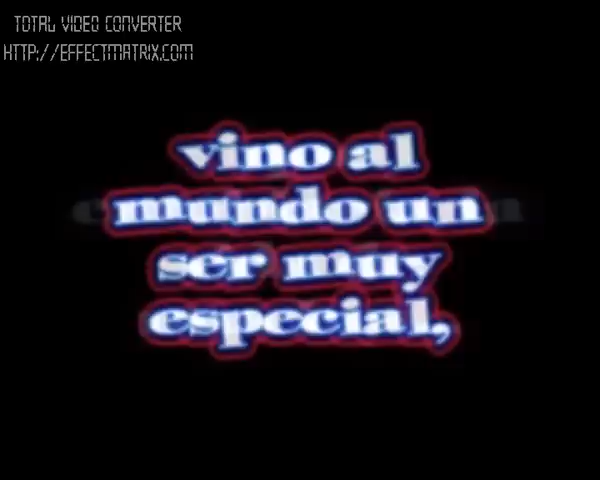 TOTAL VIDEO CONVERTER
HTTP://EFFECTMATRIX.COM
vino al
mundo un
ser muy
especial,